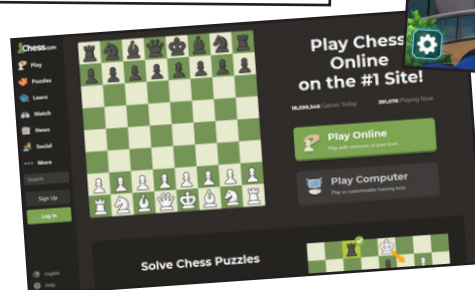 Chess.com
Play
Puzzles
Learn
Watch
News
Social
More
Search
Sign Up
Log In
English
Help
Play Chess
Online
on the #1 Site!
Games Today
Playing Now
Play Online
Play with someone at your level
Play Computer
Play vs customizable training bots
Solve Chess Puzzles